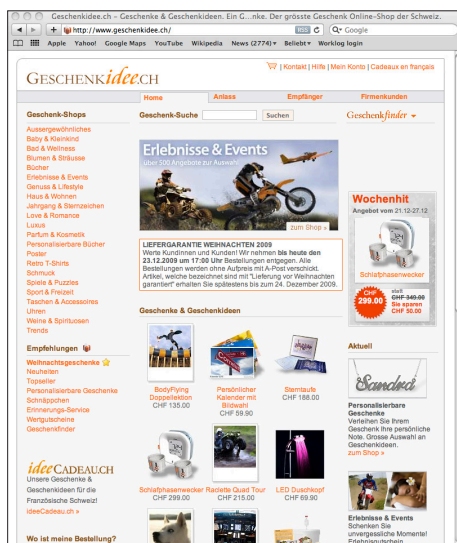 Geschenkidee.ch – Geschenke & Geschenkideen. Ein G...nke. Der grösste Geschenk Online-Shop der Schweiz.
http://www.geschenkidee.ch/
RSS
Google
Apple Yahoo! Google Maps YouTube Wikipedia News (2774) Beliebt Worklog login
GESCHENKidee.CH
| Kontakt | Hilfe | Mein Konto | Cadeaux en français
Home Anlass Empfänger Firmenkunden
Geschenk-Shops
Aussergewöhnliches
Baby & Kleinkind
Bad & Wellness
Blumen & Sträusse
Bücher
Erlebnisse & Events
Genuss & Lifestyle
Haus & Wohnen
Jahrgang & Sternzeichen
Love & Romance
Luxus
Parfum & Kosmetik
Personalisierbare Bücher
Poster
Retro T-Shirts
Schmuck
Spiele & Puzzles
Sport & Freizeit
Taschen & Accessoires
Uhren
Weine & Spirituosen
Trends
Empfehlungen
Weihnachtsgeschenke
Neuheiten
Topseller
Personalisierbare Geschenke
Schnäppchen
Erinnerungs-Service
Wertgutscheine
Geschenkfinder
ideeCADEAU.CH
Unsere Geschenke &
Geschenkideen für die
Französische Schweiz!
ideeCadeau.ch »
Wo ist meine Bestellung?
Geschenk-Suche
Suchen
Erlebnisse & Events
über 500 Angebote zur Auswahl
zum Shop »
LIEFERGARANTIE WEIHNACHTEN 2009
Werte Kundinnen und Kunden! Wir nehmen bis heute den
23.12.2009 um 17:00 Uhr Bestellungen entgegen. Alle
Bestellungen werden ohne Aufpreis mit A-Post verschickt.
Artikel, welche bezeichnet sind mit "Lieferung vor Weihnachten
garantiert" erhalten Sie spätestens bis zum 24. Dezember 2009.
Geschenke & Geschenkideen
BodyFlying
Doppellektion
CHF 135.00
Persönlicher
Kalender mit
Bildwahl
CHF 59.90
Sterntaufe
CHF 188.00
Schlafphasenwecker
CHF 299.00
Raclette Quad Tour
CHF 215.00
LED Duschkopf
CHF 69.90
Geschenkfinder
Wochenhit
Angebot vom 21.12-27.12
Schlafphasenwecker
CHF
299.00
statt
CHF 349.00
Sie sparen
CHF 50.00
Aktuell
Sandra
Personalisierbare
Geschenke
Verleihen Sie Ihrem
Geschenk Ihre persönliche
Note. Grosse Auswahl an
Geschenkideen.
zum Shop »
Erlebnisse & Events
Schenken Sie
unvergessliche Momente!
Erlebnisgutschein